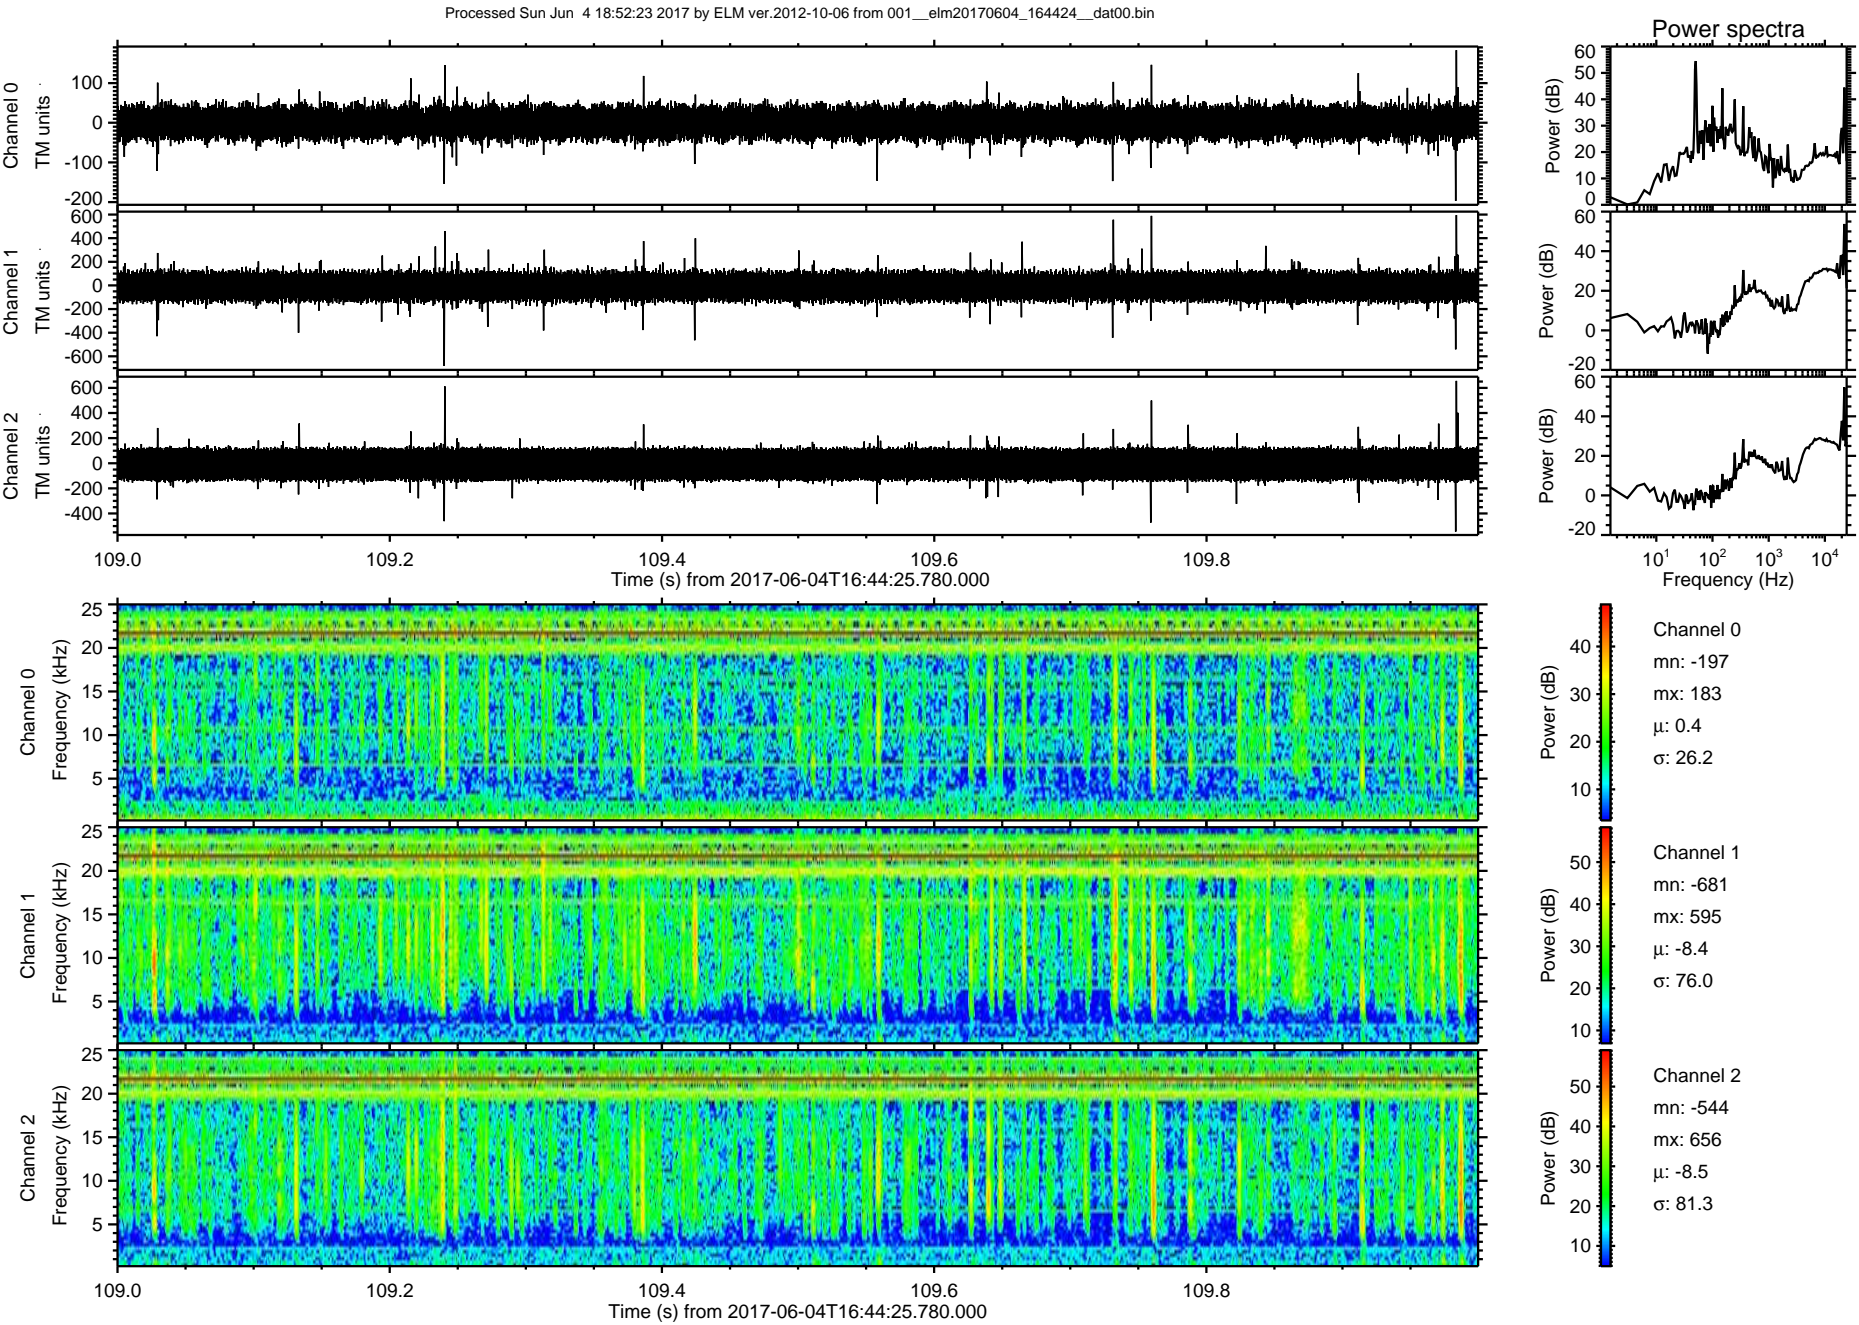 Processed Sun Jun  4 18:52:23 2017 by ELM ver.2012-10-06 from 001__elm20170604_164424__dat00.bin
Power spectra
Channel 0
TM units
100
0
-100
-200
Power (dB)
60
50
40
30
20
10
0
Channel 1
TM units
600
400
200
0
-200
-400
-600
Power (dB)
60
40
20
0
-20
Channel 2
TM units
600
400
200
0
-200
-400
Power (dB)
60
40
20
0
-20
109.0 109.2 109.4 109.6 109.8
Time (s) from 2017-06-04T16:44:25.780.000
10¹ 10² 10³ 10⁴
Frequency (Hz)
Channel 0
Frequency (kHz)
25
20
15
10
5
Power (dB)
40
30
20
10
Channel 0
mn: -197
mx: 183
μ: 0.4
σ: 26.2
Channel 1
Frequency (kHz)
25
20
15
10
5
Power (dB)
50
40
30
20
10
Channel 1
mn: -681
mx: 595
μ: -8.4
σ: 76.0
Channel 2
Frequency (kHz)
25
20
15
10
5
Power (dB)
50
40
30
20
10
Channel 2
mn: -544
mx: 656
μ: -8.5
σ: 81.3
109.0 109.2 109.4 109.6 109.8
Time (s) from 2017-06-04T16:44:25.780.000